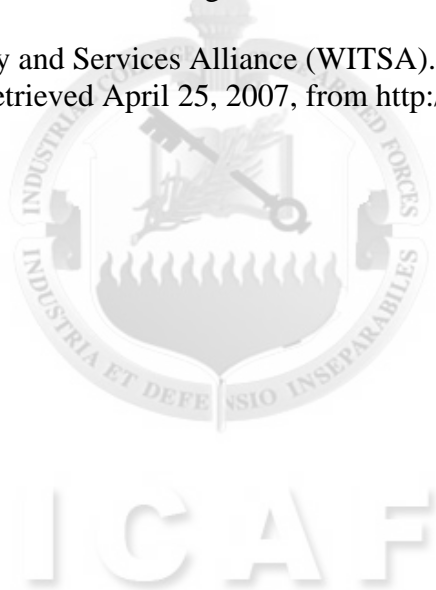 y and Services Alliance (WITSA).
etrieved April 25, 2007, from http:/
INDUSTRIAL COLLEGE OF THE ARMED FORCES
INDUSTRIA ET DEFENSIO INSEPARABILES
ICAF